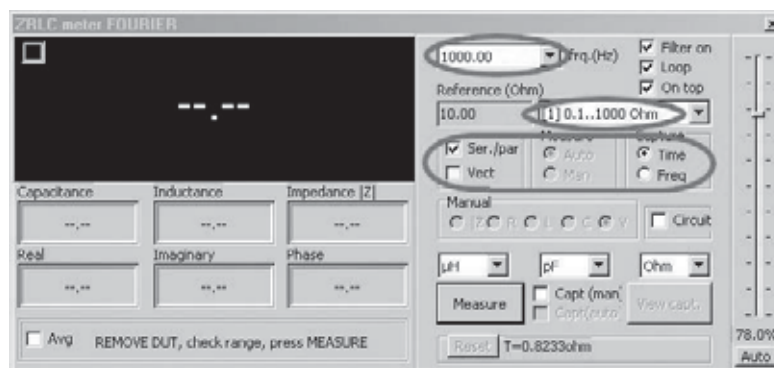 ZRLC meter FOURIER
x
--.--
1000.00 frq.(Hz)
Filter on
Loop
On top
Reference (Ohm)
10.00 [1] 0.1..1000 Ohm
Ser./par
Vect
Measure
Auto
Man
Capture
Time
Freq
Capacitance Inductance Impedance |Z|
--,-- --,-- --,--
Real Imaginary Phase
--,-- --,-- --,--
Manual
|Z| R L C G V
Circuit
µH pF Ohm
Measure
Capt (man)
Capt(auto)
View capt.
Avg REMOVE DUT, check range, press MEASURE
Reset T=0.8233ohm
78.0%
Auto